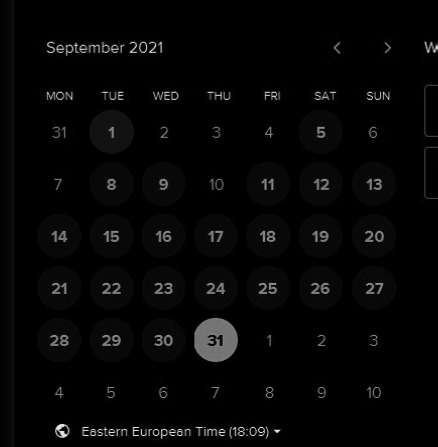 September 2021
W
MON TUE WED THU FRI SAT SUN
31 1 2 3 4 5 6
7 8 9 10 11 12 13
14 15 16 17 18 19 20
21 22 23 24 25 26 27
28 29 30 31 1 2 3
4 5 6 7 8 9 10
Eastern European Time (18:09)